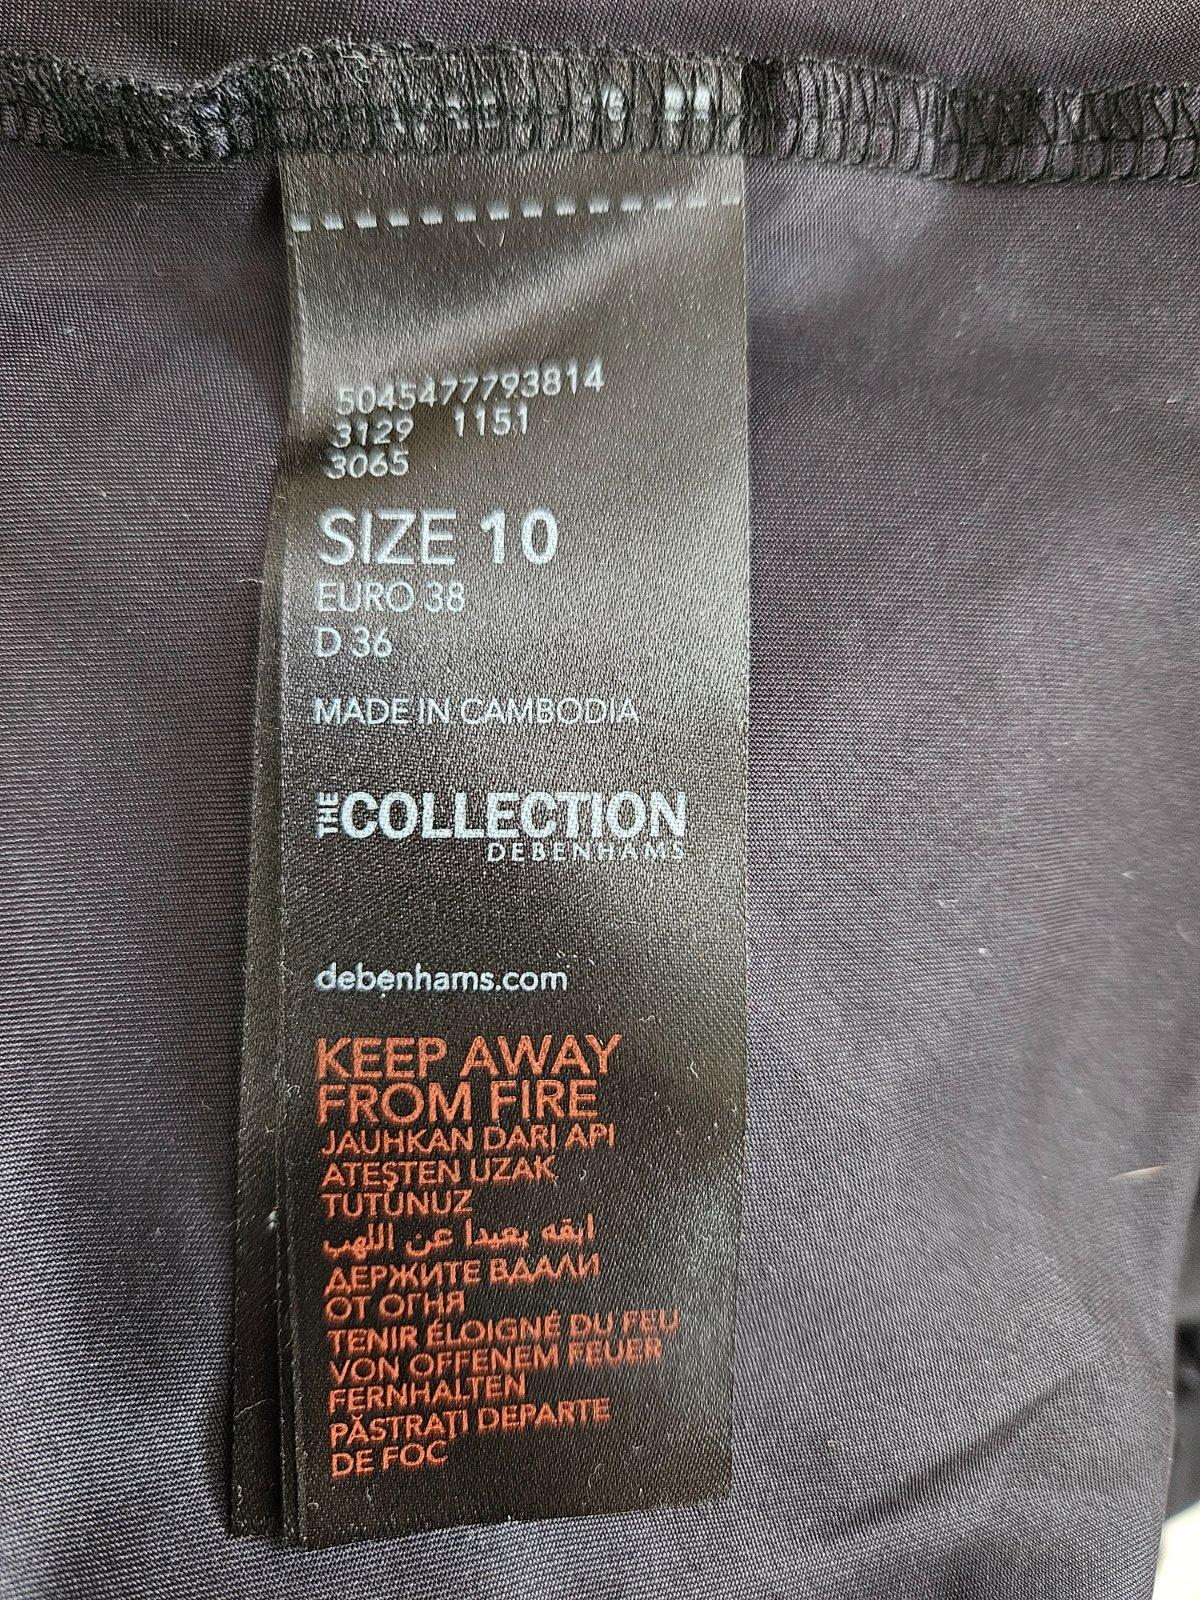 5045477793814
3129 1151
3065
SIZE 10
EURO 38
D 36
MADE IN CAMBODIA
THE COLLECTION
DEBENHAMS
debenhams.com
KEEP AWAY
FROM FIRE
JAUHKAN DARI API
ATEŞTEN UZAK
TUTUNUZ
ابقه بعيدا عن اللهب
ДЕРЖИТЕ ВДАЛИ
ОТ ОГНЯ
TENIR ÉLOIGNÉ DU FEU
VON OFFENEM FEUER
FERNHALTEN
PĂSTRAȚI DEPARTE
DE FOC